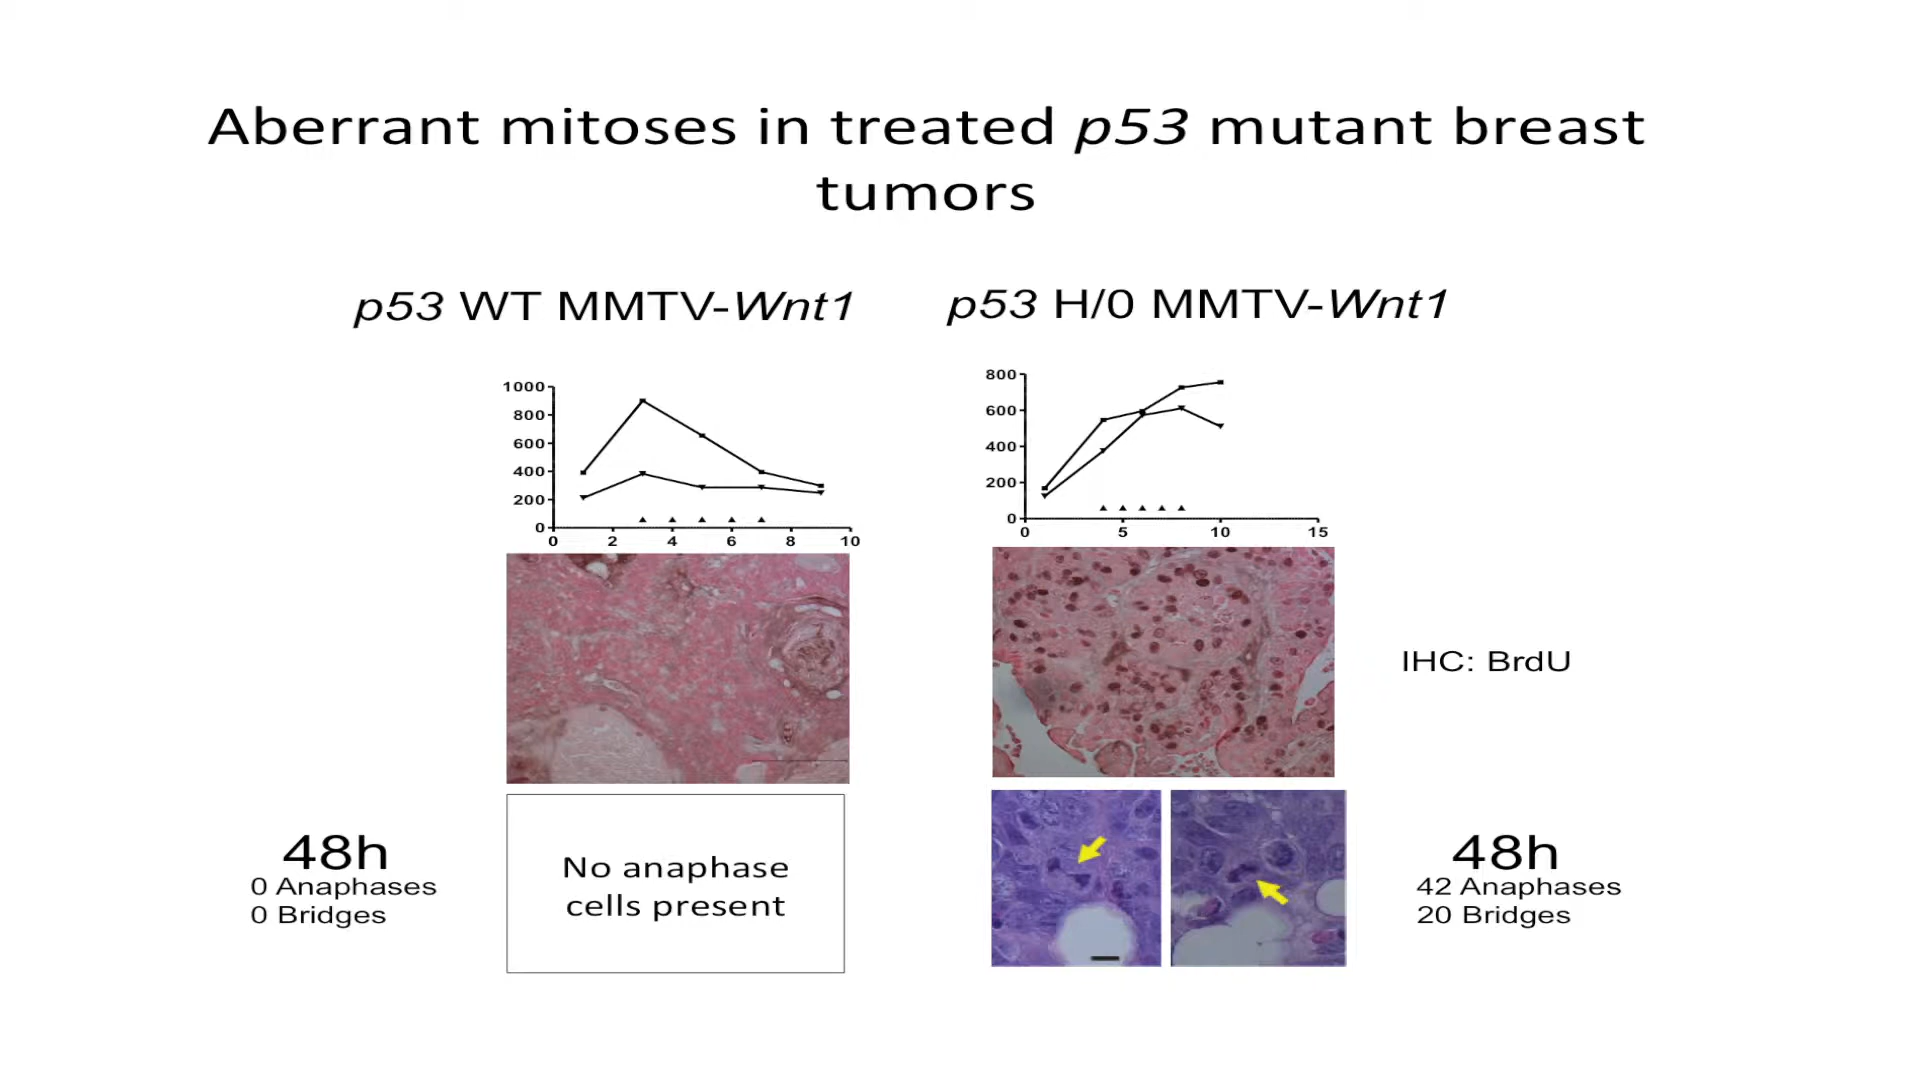 Aberrant mitoses in treated p53 mutant breast
tumors
p53 WT MMTV-Wnt1
p53 H/0 MMTV-Wnt1
1000
800
600
400
200
0
0 2 4 6 8 10
800
600
400
200
0
0 5 10 15
IHC: BrdU
48h
0 Anaphases
0 Bridges
No anaphase
cells present
48h
42 Anaphases
20 Bridges